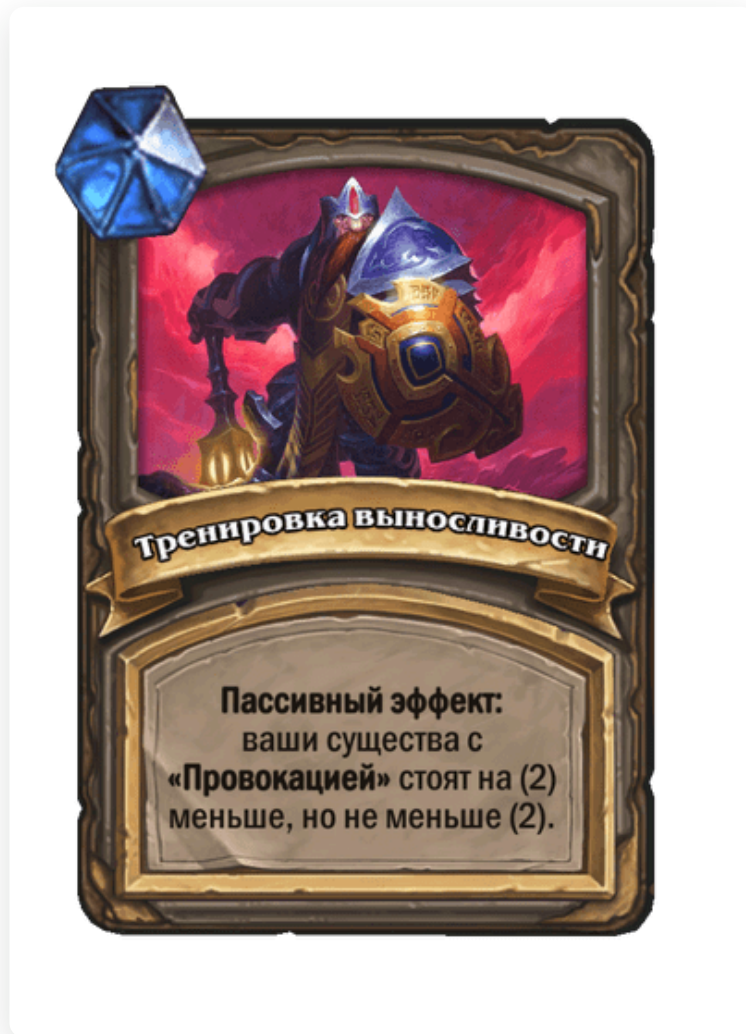 Тренировка выносливости
Пассивный эффект:
ваши существа с
«Провокацией» стоят на (2)
меньше, но не меньше (2).